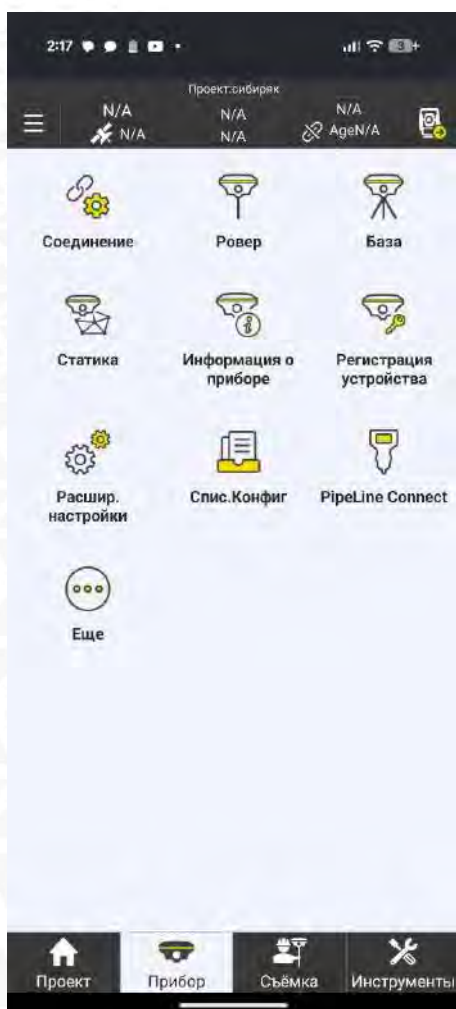 2:17
Проект:сибиряк
N/A N/A N/A
N/A N/A AgeN/A
Соединение Ровер База
Статика Информация о приборе Регистрация устройства
Расшир. настройки Спис.Конфиг PipeLine Connect
Еще
Проект Прибор Съёмка Инструменты